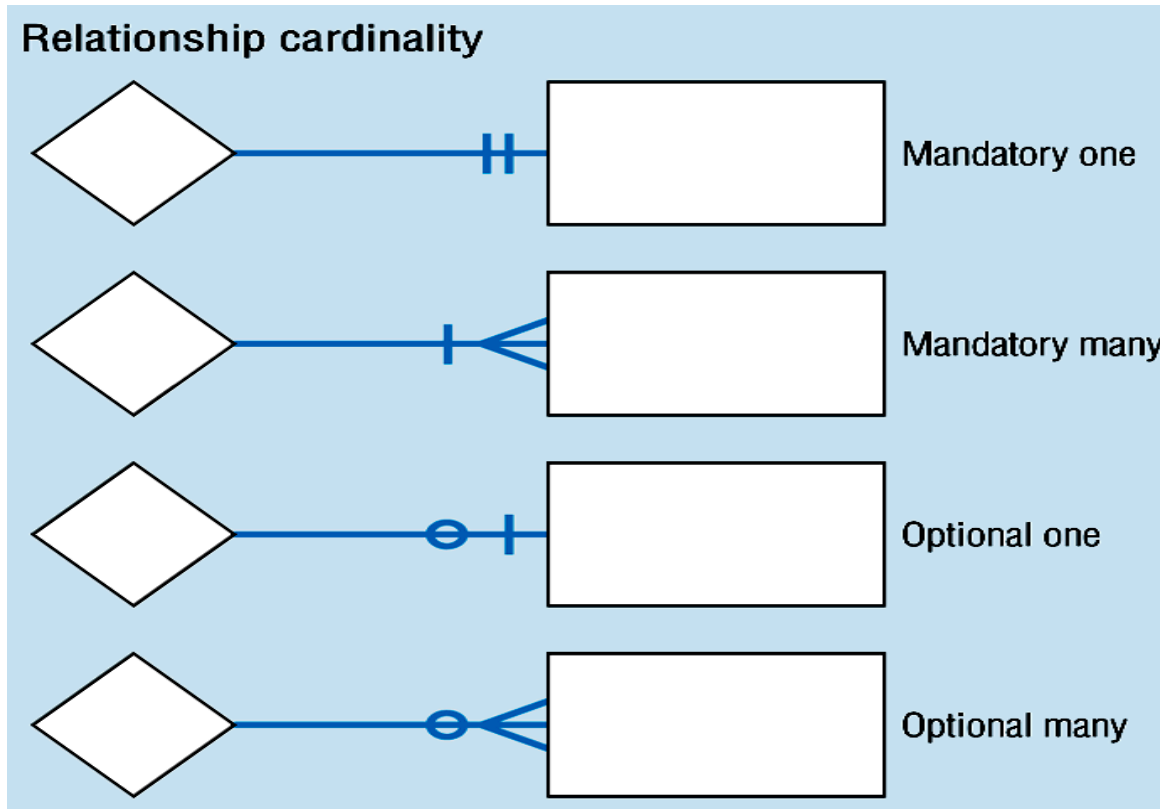 Relationship cardinality
Mandatory one
Mandatory many
Optional one
Optional many